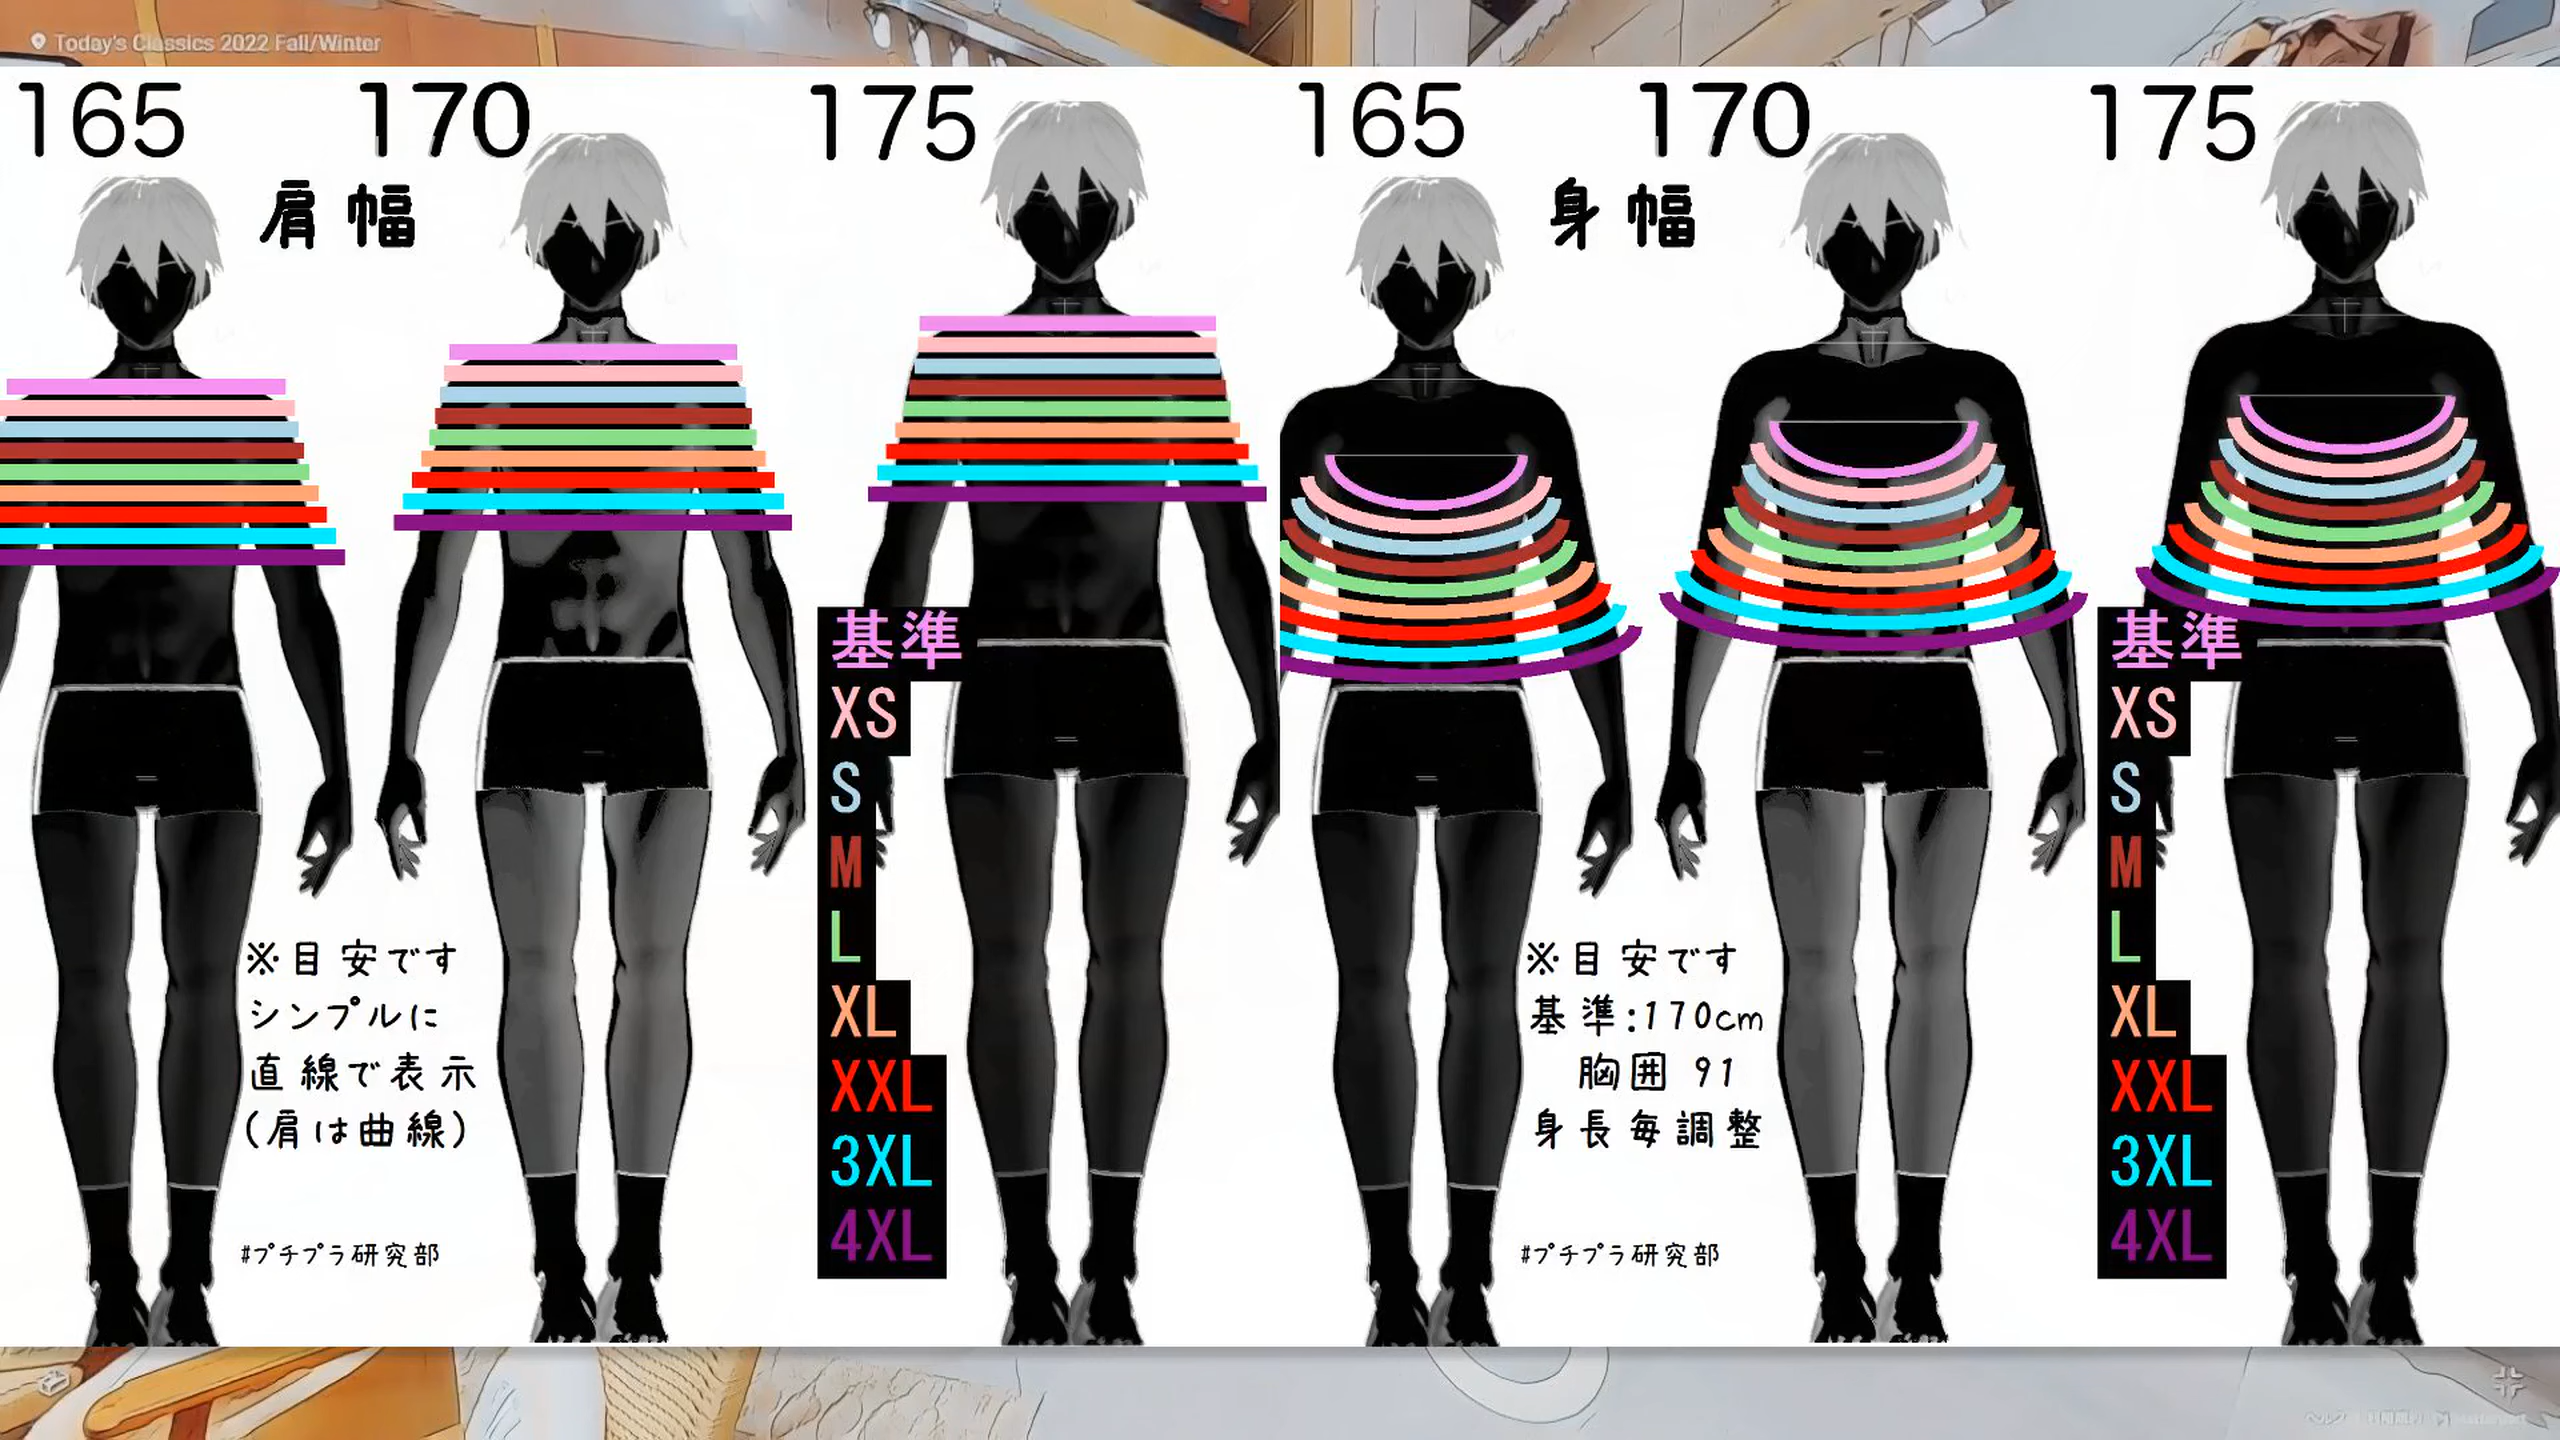 Today's Classics 2022 Fall/Winter
165
170
175
肩幅
基準
XS
S
M
L
XL
XXL
3XL
4XL
※目安です
シンプルに
直線で表示
(肩は曲線)
#プチプラ研究部
165
170
175
身幅
基準
XS
S
M
L
XL
XXL
3XL
4XL
※目安です
基準:170cm
胸囲 91
身長毎調整
#プチプラ研究部